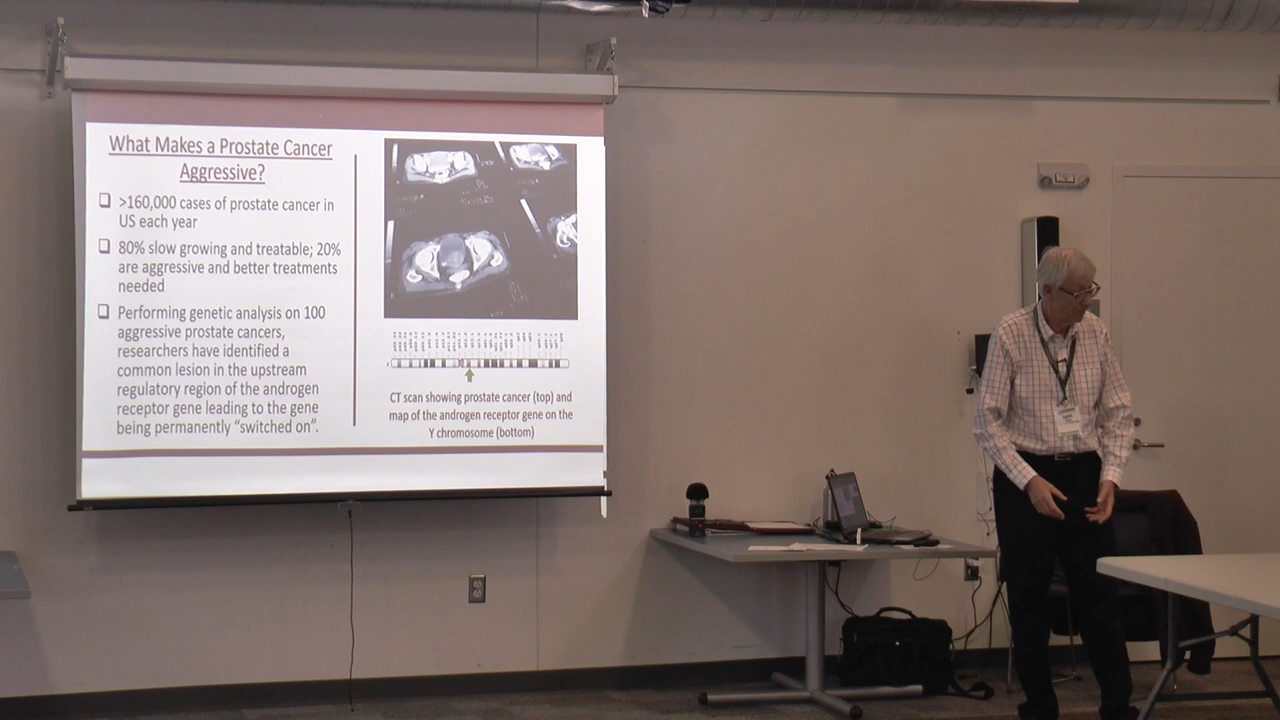 What Makes a Prostate Cancer
Aggressive?
>160,000 cases of prostate cancer in
US each year
80% slow growing and treatable; 20%
are aggressive and better treatments
needed
Performing genetic analysis on 100
aggressive prostate cancers,
researchers have identified a
common lesion in the upstream
regulatory region of the androgen
receptor gene leading to the gene
being permanently “switched on”.
CT scan showing prostate cancer (top) and
map of the androgen receptor gene on the
Y chromosome (bottom)